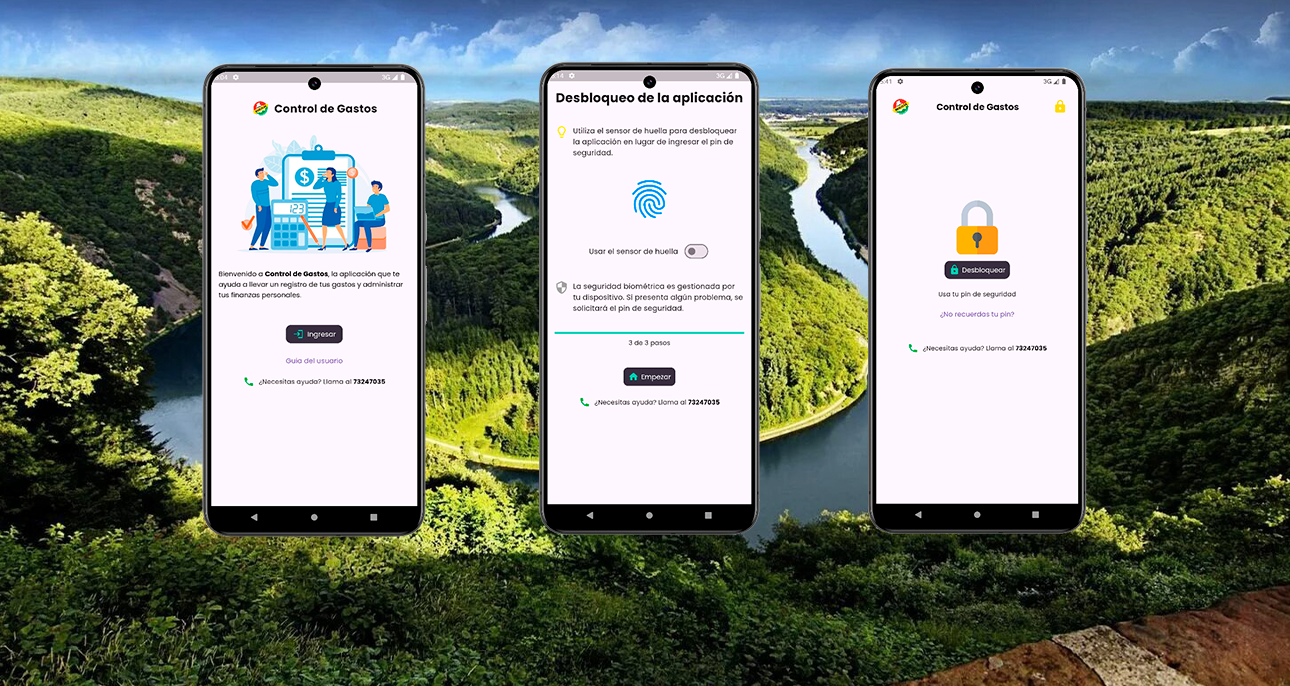 3G
Control de Gastos
$
123
Bienvenido a Control de Gastos, la aplicación que te
ayuda a llevar un registro de tus gastos y administrar
tus finanzas personales.
Ingresar
Guia del usuario
¿Necesitas ayuda? Llama al 73247035
3G
Desbloqueo de la aplicación
Utiliza el sensor de huella para desbloquear
la aplicación en lugar de ingresar el pin de
seguridad.
Usar el sensor de huella
La seguridad biométrica es gestionada por
tu dispositivo. Si presenta algún problema, se
solicitará el pin de seguridad.
3 de 3 pasos
Empezar
¿Necesitas ayuda? Llama al 73247035
3G
Control de Gastos
Desbloquear
Usa tu pin de seguridad
¿No recuerdas tu pin?
¿Necesitas ayuda? Llama al 73247035